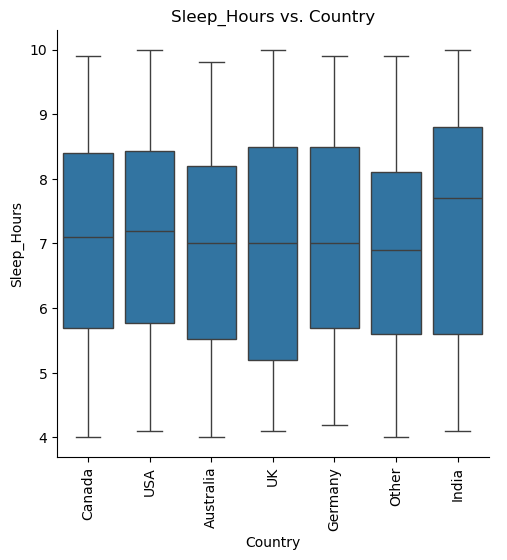 Sleep_Hours vs. Country
10
9
8
7
6
5
4
Sleep_Hours
Canada
USA
Australia
UK
Germany
Other
India
Country